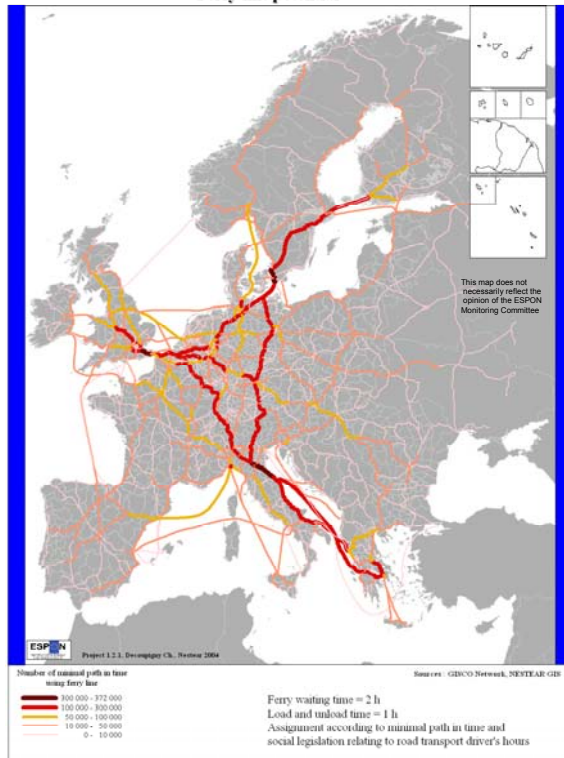 This map does not
necessarily reflect the
opinion of the ESPON
Monitoring Committee
ESPON
Project 1.2.1, Decoupigny Ch., Nestear 2004
Number of minimal path in time
using ferry line
300 000 - 372 000
100 000 - 300 000
50 000 - 100 000
10 000 - 50 000
0 - 10 000
Sources : GISCO Network, NESTEAR GIS
Ferry waiting time = 2 h
Load and unload time = 1 h
Assignment according to minimal path in time and
social legislation relating to road transport driver's hours